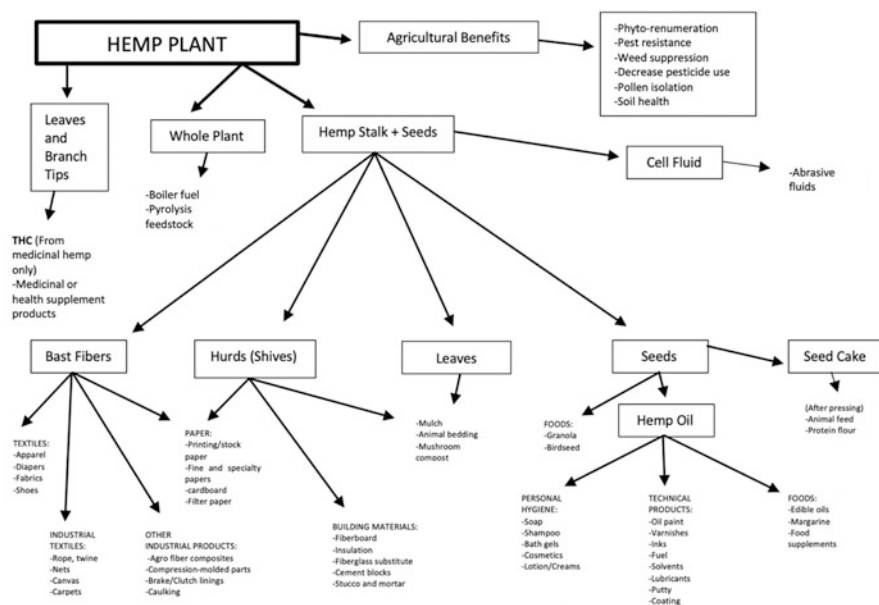 HEMP PLANT
Agricultural Benefits
-Phyto-renumeration
-Pest resistance
-Weed suppression
-Decrease pesticide use
-Pollen isolation
-Soil health
Leaves
and
Branch
Tips
Whole Plant
Hemp Stalk + Seeds
Cell Fluid
-Abrasive
fluids
-Boiler fuel
-Pyrolysis
feedstock
THC (From
medicinal hemp
only)
-Medicinal or
health supplement
products
Bast Fibers
Hurds (Shives)
Leaves
Seeds
Seed Cake
TEXTILES:
-Apparel
-Diapers
-Fabrics
-Shoes
PAPER:
-Printing/stock
paper
-Fine and specialty
papers
-cardboard
-Filter paper
-Mulch
-Animal bedding
-Mushroom
compost
FOODS:
-Granola
-Birdseed
Hemp Oil
(After pressing)
-Animal feed
-Protein flour
INDUSTRIAL
TEXTILES:
-Rope, twine
-Nets
-Canvas
-Carpets
OTHER
INDUSTRIAL PRODUCTS:
-Agro fiber composites
-Compression-molded parts
-Brake/Clutch linings
-Caulking
BUILDING MATERIALS:
-Fiberboard
-Insulation
-Fiberglass substitute
-Cement blocks
-Stucco and mortar
PERSONAL
HYGIENE:
-Soap
-Shampoo
-Bath gels
-Cosmetics
-Lotion/Creams
TECHNICAL
PRODUCTS:
-Oil paint
-Varnishes
-Inks
-Fuel
-Solvents
-Lubricants
-Putty
-Coating
FOODS:
-Edible oils
-Margarine
-Food
supplements